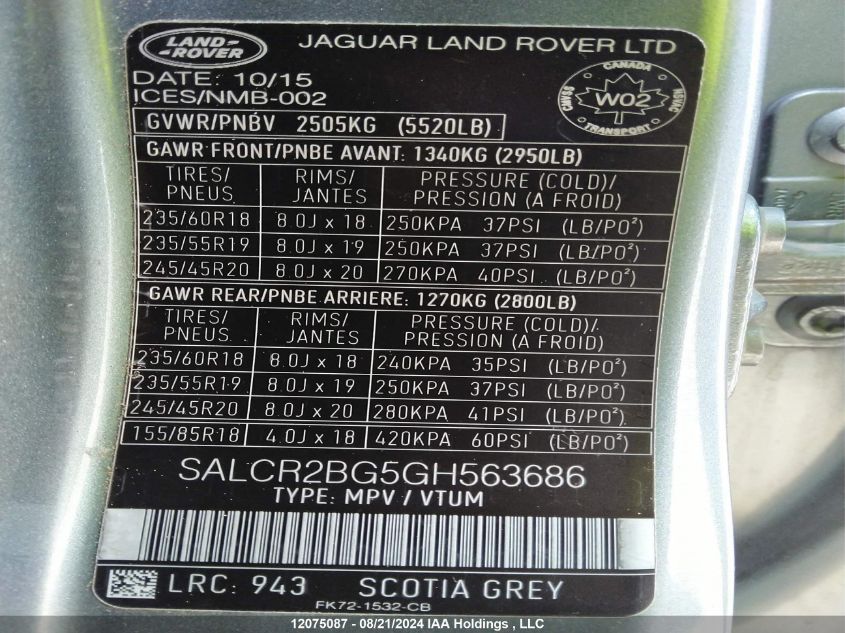 LAND-ROVER
JAGUAR LAND ROVER LTD
DATE: 10/15
ICES/NMB-002
CANADA
CMVSS
W02
NSVAC
TRANSPORT
GVWR/PNBV 2505KG (5520LB)
GAWR FRONT/PNBE AVANT: 1340KG (2950LB)
TIRES/ RIMS/ PRESSURE (COLD)/
PNEUS JANTES PRESSION (A FROID)
235/60R18 8.0J x 18 250KPA 37PSI (LB/PO²)
235/55R19 8.0J x 19 250KPA 37PSI (LB/PO²)
245/45R20 8.0J x 20 270KPA 40PSI (LB/PO²)
GAWR REAR/PNBE ARRIERE: 1270KG (2800LB)
TIRES/ RIMS/ PRESSURE (COLD)/
PNEUS JANTES PRESSION (A FROID)
235/60R18 8.0J x 18 240KPA 35PSI (LB/PO²)
235/55R19 8.0J x 19 250KPA 37PSI (LB/PO²)
245/45R20 8.0J x 20 280KPA 41PSI (LB/PO²)
155/85R18 4.0J x 18 420KPA 60PSI (LB/PO²)
SALCR2BG5GH563686
TYPE: MPV / VTUM
LRC: 943 SCOTIA GREY
FK72-1532-CB
12075087 - 08/21/2024 IAA Holdings , LLC